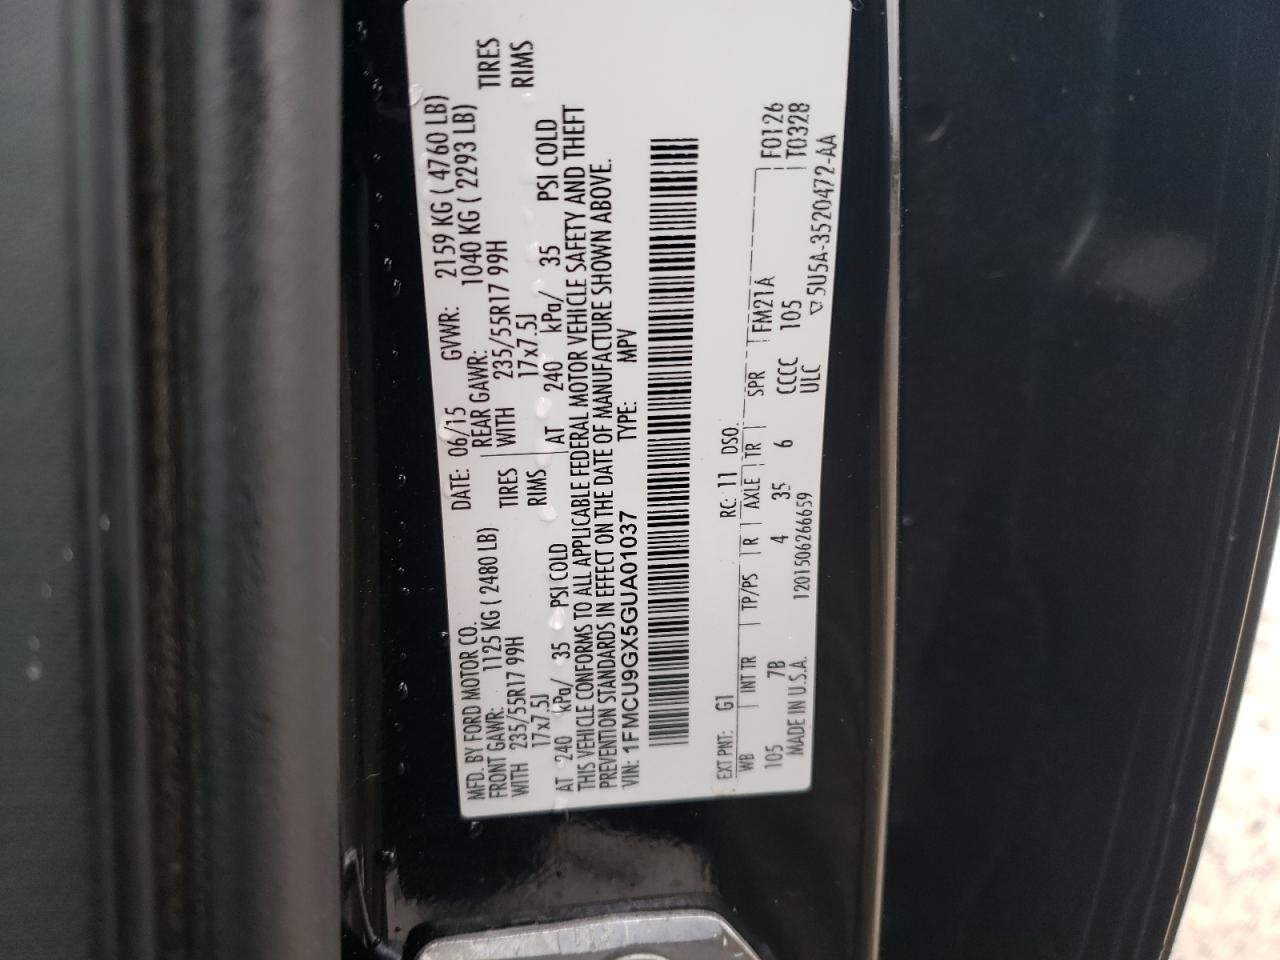 MFD. BY FORD MOTOR CO. DATE: 06/15 GVWR: 2159 KG ( 4760 LB)
FRONT GAWR: 1125 KG ( 2480 LB) REAR GAWR: 1040 KG ( 2293 LB)
WITH 235/55R17 99H TIRES WITH 235/55R17 99H TIRES
17x7.5J RIMS 17x7.5J RIMS
AT 240 kPa/ 35 PSI COLD AT 240 kPa/ 35 PSI COLD
THIS VEHICLE CONFORMS TO ALL APPLICABLE FEDERAL MOTOR VEHICLE SAFETY AND THEFT
PREVENTION STANDARDS IN EFFECT ON THE DATE OF MANUFACTURE SHOWN ABOVE.
VIN: 1FMCU9GX5GUA01037 TYPE: MPV
EXT PNT: G1 RC: 11 DSO:
WB INT TR TP/PS R AXLE TR SPR FM21A F0126
105 7B 4 35 6 CCCC 105 T0328
MADE IN U.S.A. 1201506266659 ULC
5U5A-3520472-AA